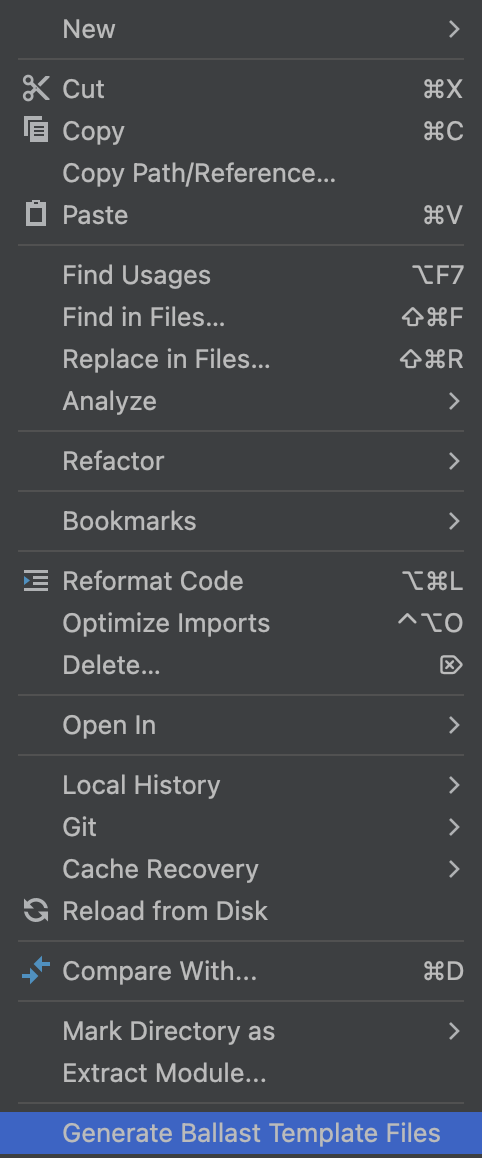 New
Cut ⌘X
Copy ⌘C
Copy Path/Reference...
Paste ⌘V
Find Usages ⌥F7
Find in Files... ⇧⌘F
Replace in Files... ⇧⌘R
Analyze
Refactor
Bookmarks
Reformat Code ⌥⌘L
Optimize Imports ^⌥O
Delete... ⌦
Open In
Local History
Git
Cache Recovery
Reload from Disk
Compare With... ⌘D
Mark Directory as
Extract Module...
Generate Ballast Template Files